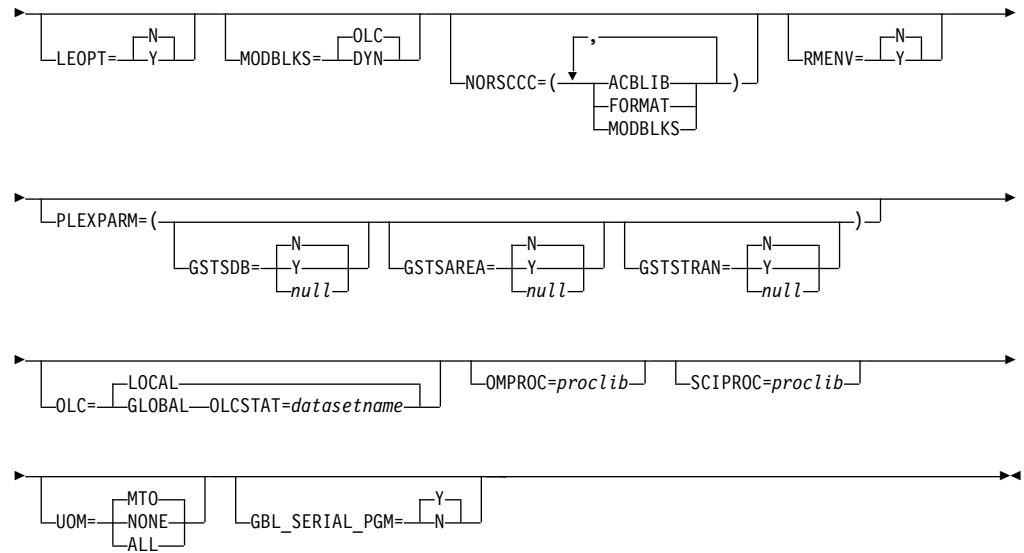 N OLC ,
LEOPT= Y MODBLKS= DYN NORSCCC=( ACBLIB ) RMENV= N Y
FORMAT
MODBLKS
PLEXPARM=( )
N N N
GSTSDB= Y GSTSAREA= Y GSTSTRAN= Y
null null null
LOCAL
OLC= GLOBAL OLCSTAT=datasetname OMPROC=proclib SCIPROC=proclib
MTO Y
UOM= NONE GBL_SERIAL_PGM= N
ALL